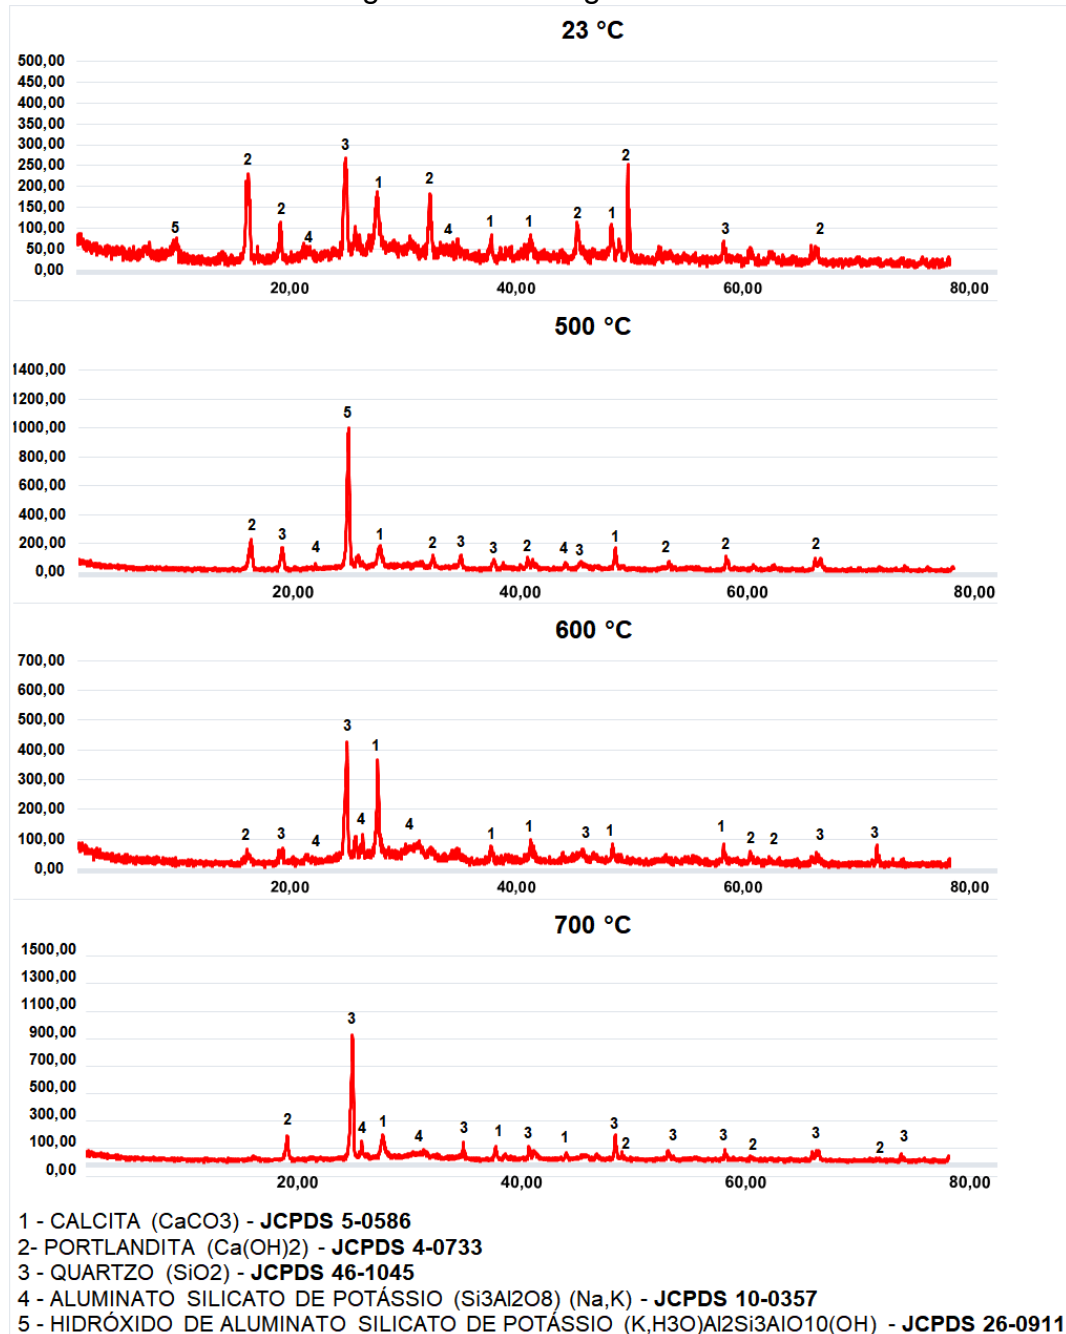 23 °C
500,00
450,00
400,00
350,00
300,00
250,00
200,00
150,00
100,00
50,00
0,00
5 2 2 4 3 1 2 4 1 1 2 1 2 3 2
20,00 40,00 60,00 80,00
500 °C
1400,00
1200,00
1000,00
800,00
600,00
400,00
200,00
0,00
2 3 4 5 1 2 3 3 2 4 3 1 2 2 2
20,00 40,00 60,00 80,00
600 °C
700,00
600,00
500,00
400,00
300,00
200,00
100,00
0,00
2 3 4 3 4 1 4 1 1 3 1 1 2 2 3 3
20,00 40,00 60,00 80,00
700 °C
1500,00
1300,00
1100,00
900,00
700,00
500,00
300,00
100,00
0,00
2 3 4 1 4 3 1 3 1 3 2 3 3 2 3 2 3
20,00 40,00 60,00 80,00
1 - CALCITA (CaCO3) - JCPDS 5-0586
2- PORTLANDITA (Ca(OH)2) - JCPDS 4-0733
3 - QUARTZO (SiO2) - JCPDS 46-1045
4 - ALUMINATO SILICATO DE POTÁSSIO (Si3Al2O8) (Na,K) - JCPDS 10-0357
5 - HIDRÓXIDO DE ALUMINATO SILICATO DE POTÁSSIO (K,H3O)Al2Si3AlO10(OH) - JCPDS 26-0911